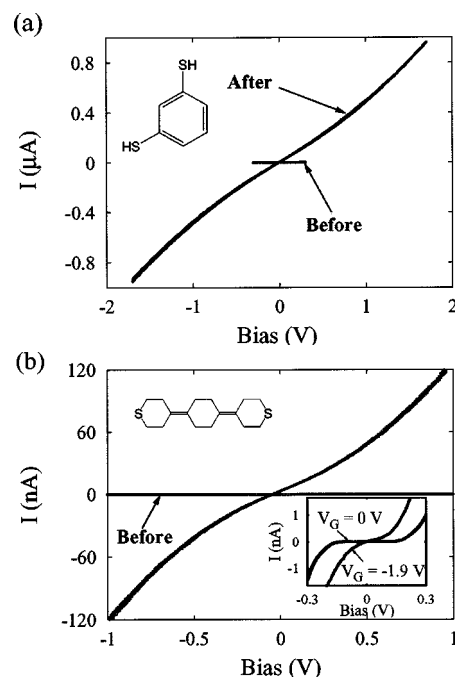 (a)
0.8
SH
0.4
After
HS
I (μA)
0
-0.4
Before
-0.8
-2 -1 0 1 2
Bias (V)
(b)
120
60
S S
I (nA)
0
Before
-60
-120
1
0
-1
I (nA)
V_G = 0 V
V_G = -1.9 V
-0.3 0 0.3
Bias (V)
-1 -0.5 0 0.5 1
Bias (V)